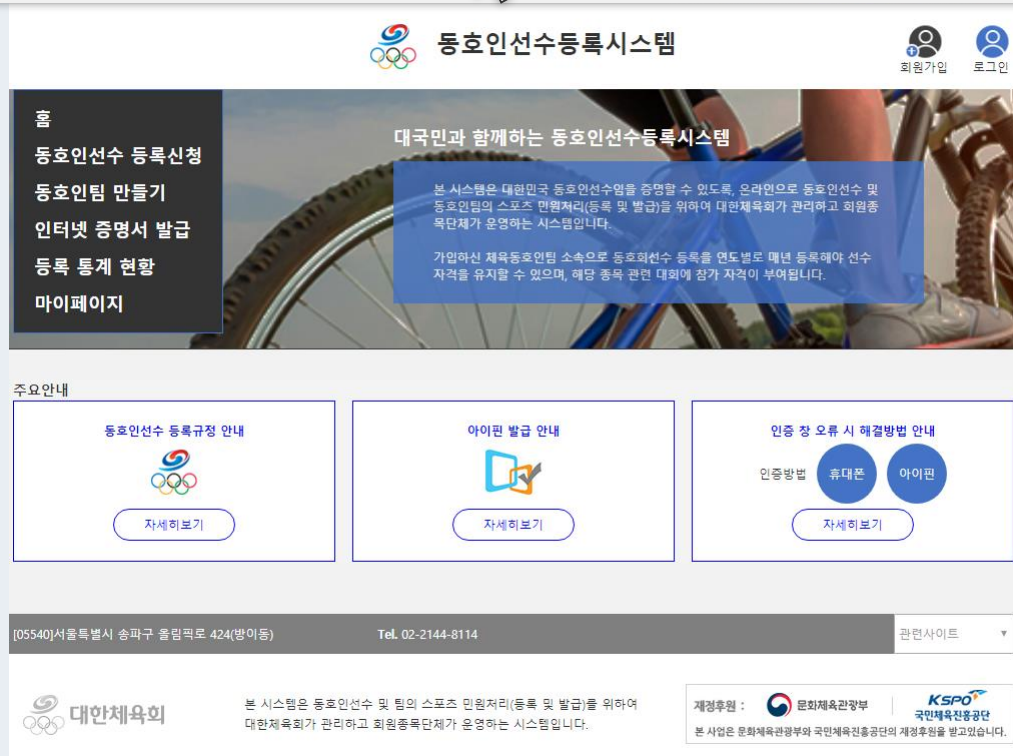 동호인선수등록시스템
회원가입
로그인
홈
동호인선수 등록신청
동호인팀 만들기
인터넷 증명서 발급
등록 통계 현황
마이페이지
대국민과 함께하는 동호인선수등록시스템
본 시스템은 대한민국 동호인선수임을 증명할 수 있도록, 온라인으로 동호인선수 및
동호인팀의 스포츠 민원처리(등록 및 발급)을 위하여 대한체육회가 관리하고 회원종
목단체가 운영하는 시스템입니다.
가입하신 체육동호인팀 소속으로 동호회선수 등록을 연도별로 매년 등록해야 선수
자격을 유지할 수 있으며, 해당 종목 관련 대회에 참가 자격이 부여됩니다.
주요안내
동호인선수 등록규정 안내
자세히보기
아이핀 발급 안내
자세히보기
인증 창 오류 시 해결방법 안내
인증방법
휴대폰
아이핀
자세히보기
[05540]서울특별시 송파구 올림픽로 424(방이동)
Tel. 02-2144-8114
관련사이트
대한체육회
본 시스템은 동호인선수 및 팀의 스포츠 민원처리(등록 및 발급)를 위하여
대한체육회가 관리하고 회원종목단체가 운영하는 시스템입니다.
재정후원 :
문화체육관광부
KSPO
국민체육진흥공단
본 사업은 문화체육관광부와 국민체육진흥공단의 재정후원을 받고있습니다.